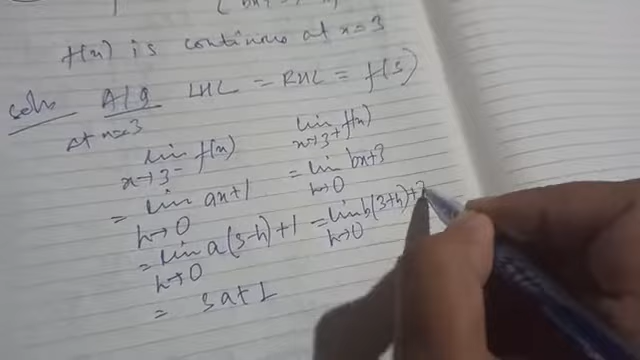 f(x) is continuous at x=3
Soln A/q LHL = RHL = f(3)
At x=3
lim f(x) lim f(x)
x→3⁻ x→3⁺
= lim ax+1 = lim bx+3
h→0 h→0
= lim a(3-h)+1 = lim b(3+h)+3
h→0 h→0
= 3a+1